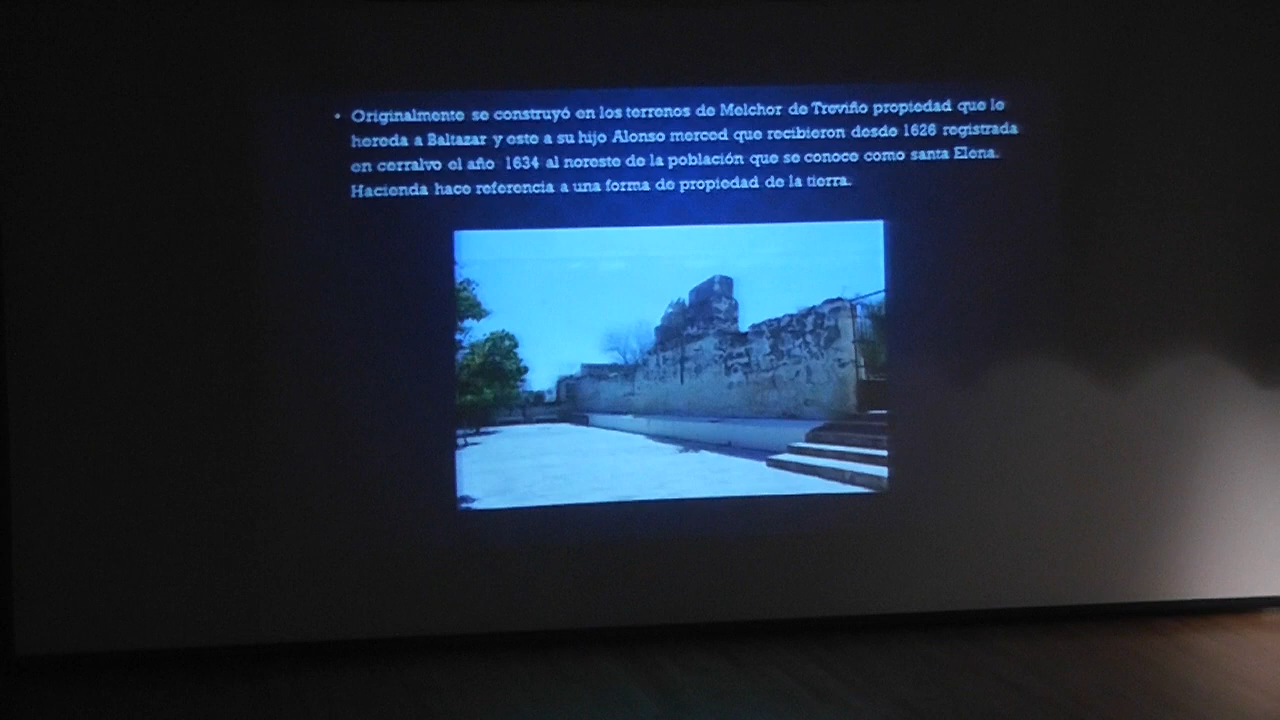 • Originalmente se construyó en los terrenos de Melchor de Treviño propiedad que le
hereda a Baltazar y este a su hijo Alonso merced que recibieron desde 1626 registrada
en cerralvo el año 1634 al noreste de la población que se conoce como santa Elena.
Hacienda hace referencia a una forma de propiedad de la tierra.